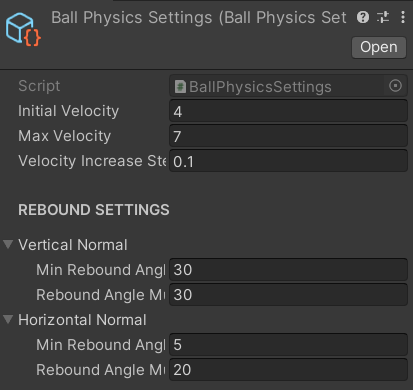 Ball Physics Settings (Ball Physics Set
Open
Script BallPhysicsSettings
Initial Velocity 4
Max Velocity 7
Velocity Increase Ste 0.1
REBOUND SETTINGS
Vertical Normal
Min Rebound Angl 30
Rebound Angle Mu 30
Horizontal Normal
Min Rebound Angl 5
Rebound Angle Mu 20